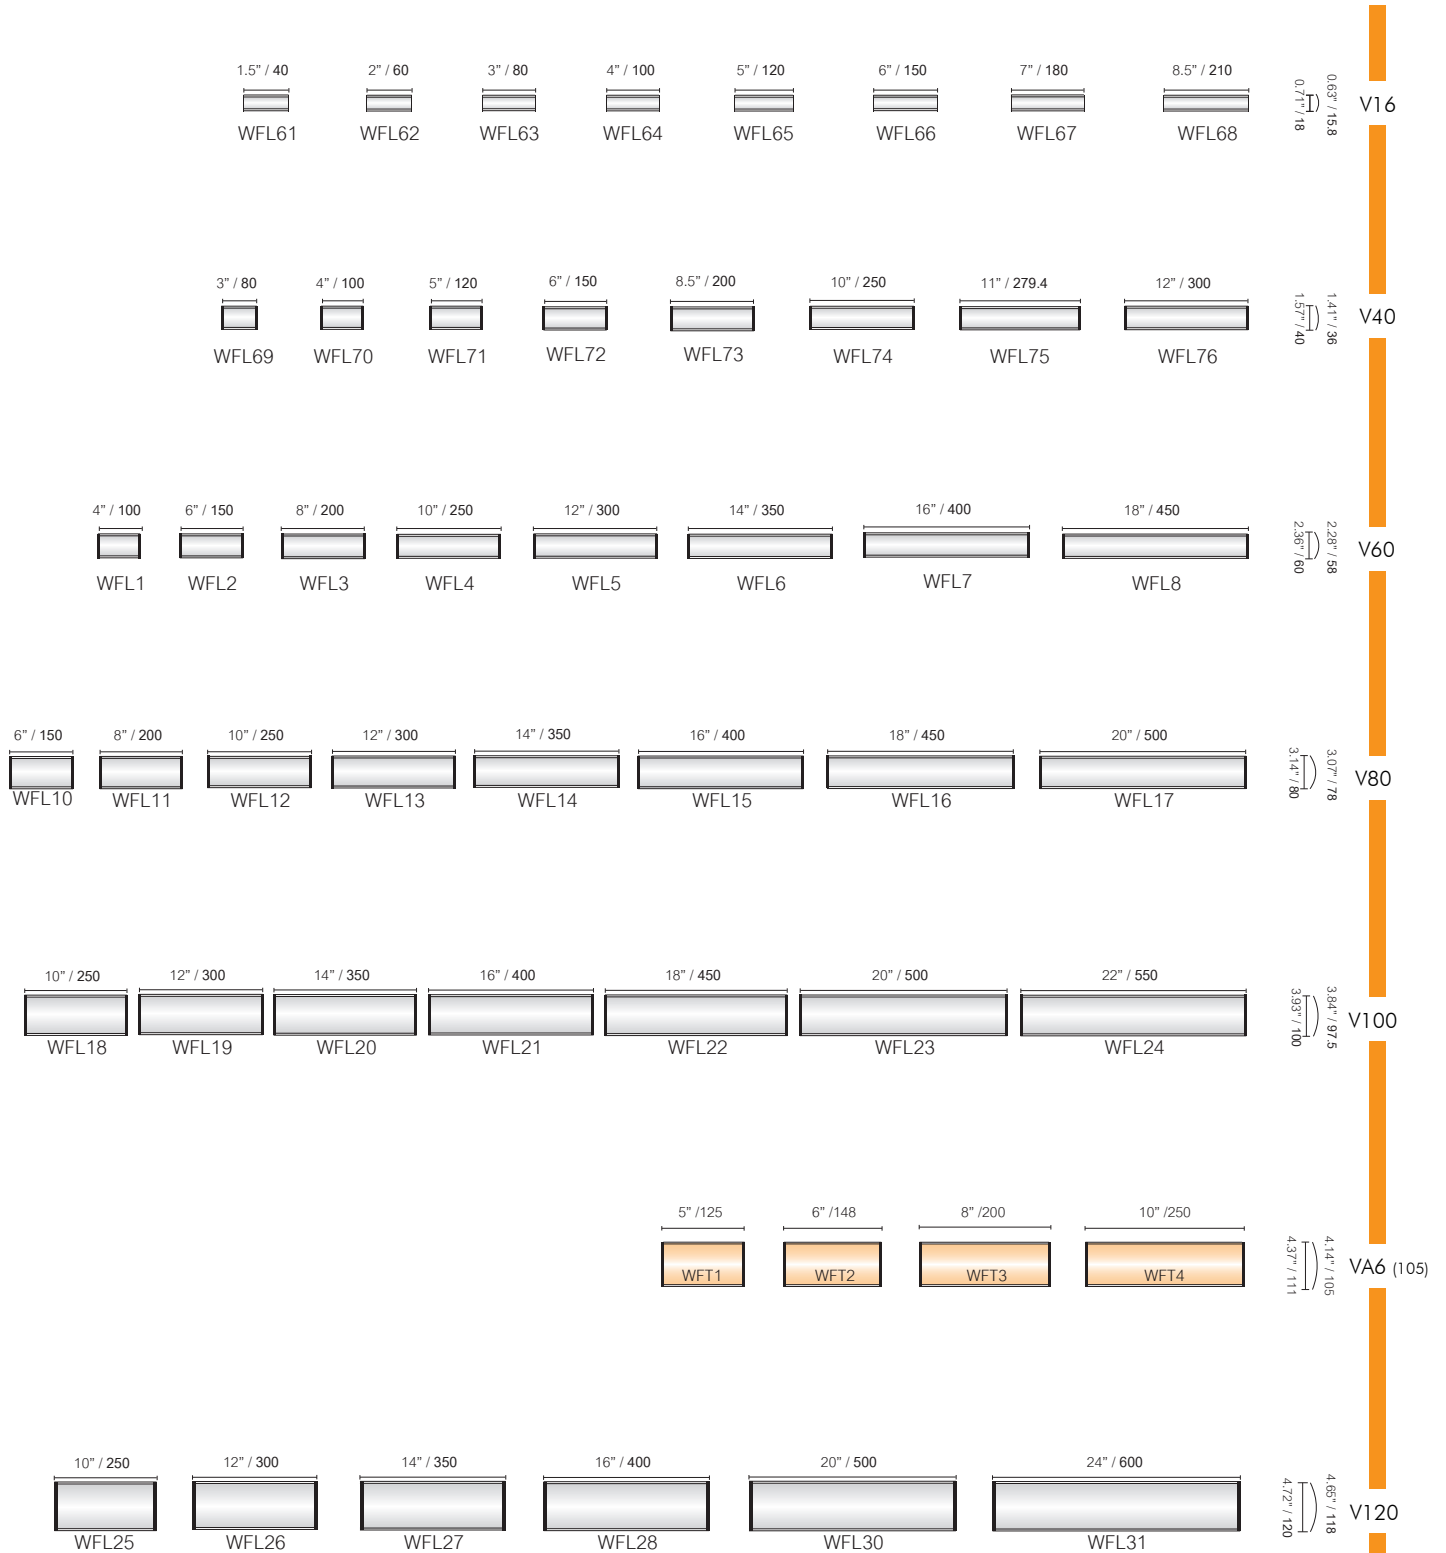 1.5” / 40 2” / 60 3” / 80 4” / 100 5” / 120 6” / 150 7” / 180 8.5” / 210
WFL61 WFL62 WFL63 WFL64 WFL65 WFL66 WFL67 WFL68
0.71” / 18
0.63” / 15.8
V16
3” / 80 4” / 100 5” / 120 6” / 150 8.5” / 200 10” / 250 11” / 279.4 12” / 300
WFL69 WFL70 WFL71 WFL72 WFL73 WFL74 WFL75 WFL76
1.57” / 40
1.41” / 36
V40
4” / 100 6” / 150 8” / 200 10” / 250 12” / 300 14” / 350 16” / 400 18” / 450
WFL1 WFL2 WFL3 WFL4 WFL5 WFL6 WFL7 WFL8
2.36” / 60
2.28” / 58
V60
6” / 150 8” / 200 10” / 250 12” / 300 14” / 350 16” / 400 18” / 450 20” / 500
WFL10 WFL11 WFL12 WFL13 WFL14 WFL15 WFL16 WFL17
3.14” / 80
3.07” / 78
V80
10” / 250 12” / 300 14” / 350 16” / 400 18” / 450 20” / 500 22” / 550
WFL18 WFL19 WFL20 WFL21 WFL22 WFL23 WFL24
3.93” / 100
3.84” / 97.5
V100
5” /125 6” /148 8” /200 10” /250
WFT1 WFT2 WFT3 WFT4
4.37” / 111
4.14” / 105
VA6 (105)
10” / 250 12” / 300 14” / 350 16” / 400 20” / 500 24” / 600
WFL25 WFL26 WFL27 WFL28 WFL30 WFL31
4.72” / 120
4.65” / 118
V120